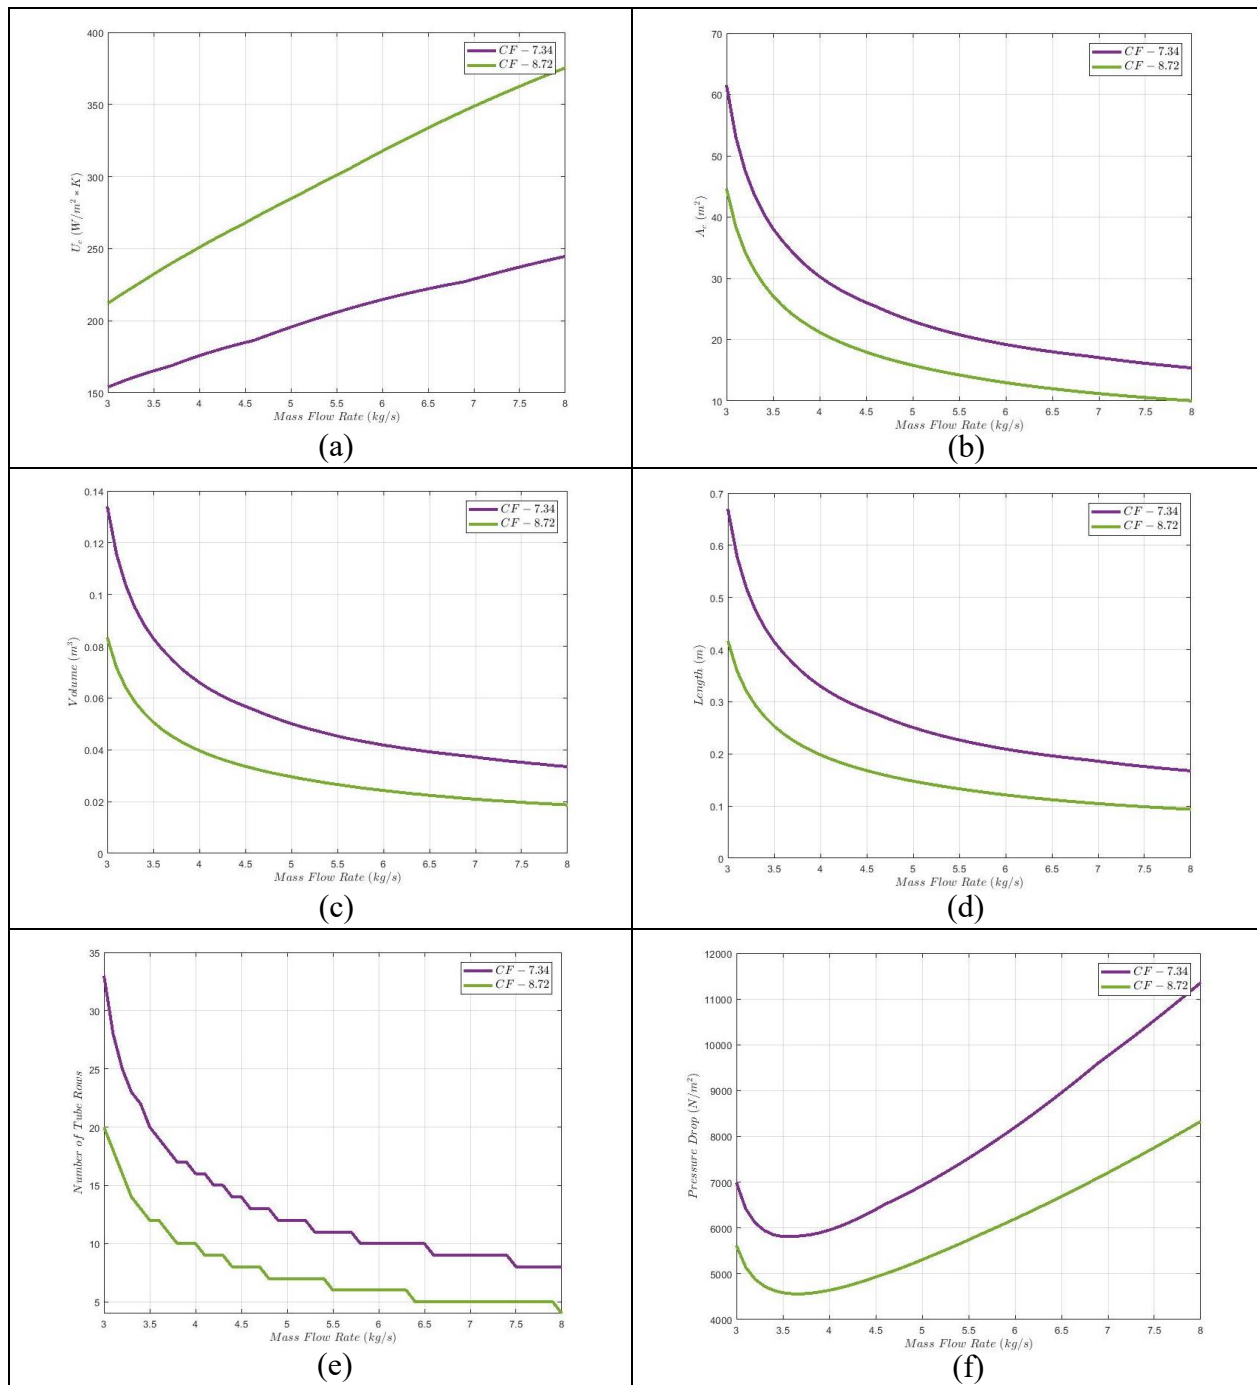 400
350
300
250
200
150
U_c (W/m² * K)
3 3.5 4 4.5 5 5.5 6 6.5 7 7.5 8
Mass Flow Rate (kg/s)
CF − 7.34
CF − 8.72
(a)
70
60
50
40
30
20
10
A_c (m²)
3 3.5 4 4.5 5 5.5 6 6.5 7 7.5 8
Mass Flow Rate (kg/s)
CF − 7.34
CF − 8.72
(b)
0.14
0.12
0.1
0.08
0.06
0.04
0.02
0
Volume (m³)
3 3.5 4 4.5 5 5.5 6 6.5 7 7.5 8
Mass Flow Rate (kg/s)
CF − 7.34
CF − 8.72
(c)
0.7
0.6
0.5
0.4
0.3
0.2
0.1
0
Length (m)
3 3.5 4 4.5 5 5.5 6 6.5 7 7.5 8
Mass Flow Rate (kg/s)
CF − 7.34
CF − 8.72
(d)
35
30
25
20
15
10
5
Number of Tube Rows
3 3.5 4 4.5 5 5.5 6 6.5 7 7.5 8
Mass Flow Rate (kg/s)
CF − 7.34
CF − 8.72
(e)
12000
11000
10000
9000
8000
7000
6000
5000
4000
Pressure Drop (N/m²)
3 3.5 4 4.5 5 5.5 6 6.5 7 7.5 8
Mass Flow Rate (kg/s)
CF − 7.34
CF − 8.72
(f)